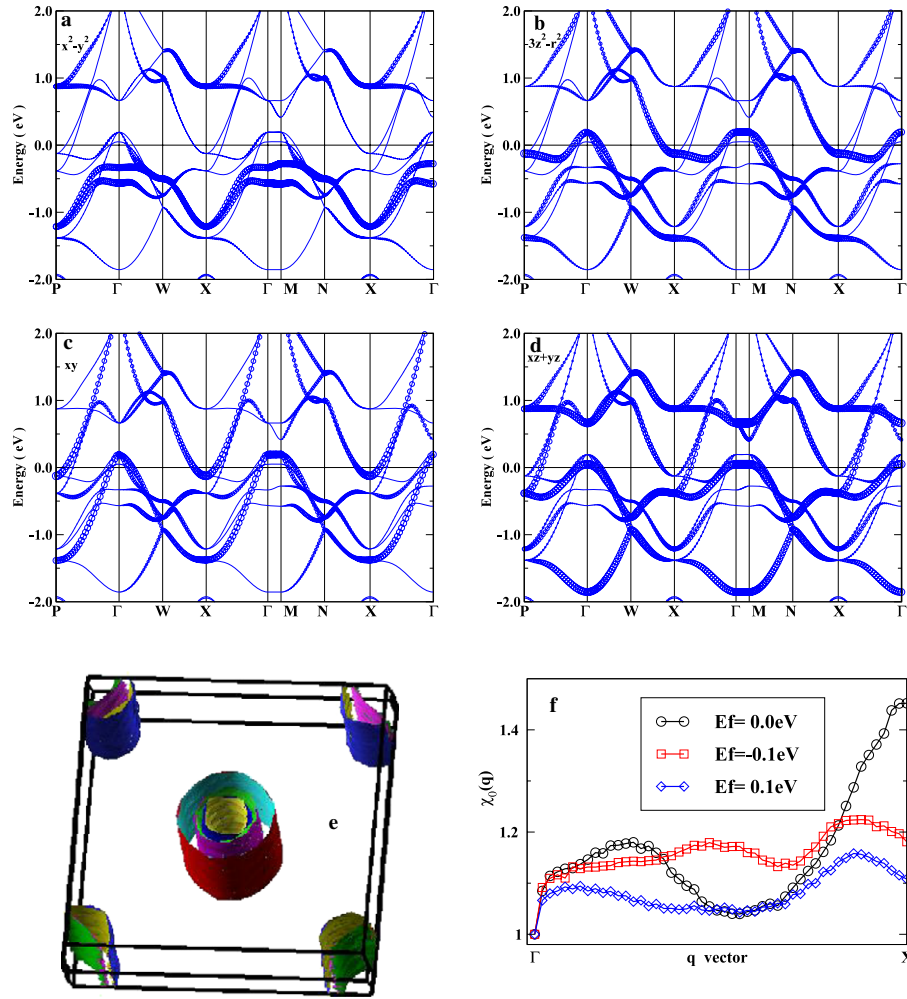 a
x²-y²
2.0
1.0
0.0
-1.0
-2.0
Energy ( eV )
P Γ W X Γ M N X Γ
b
3z²-r²
2.0
1.0
0.0
-1.0
-2.0
Energy ( eV )
P Γ W X Γ M N X Γ
c
xy
2.0
1.0
0.0
-1.0
-2.0
Energy ( eV )
P Γ W X Γ M N X Γ
d
xz+yz
2.0
1.0
0.0
-1.0
-2.0
Energy ( eV )
P Γ W X Γ M N X Γ
e
f
Ef= 0.0eV
Ef=-0.1eV
Ef= 0.1eV
1.4
1.2
1
χ₀(q)
Γ q vector X